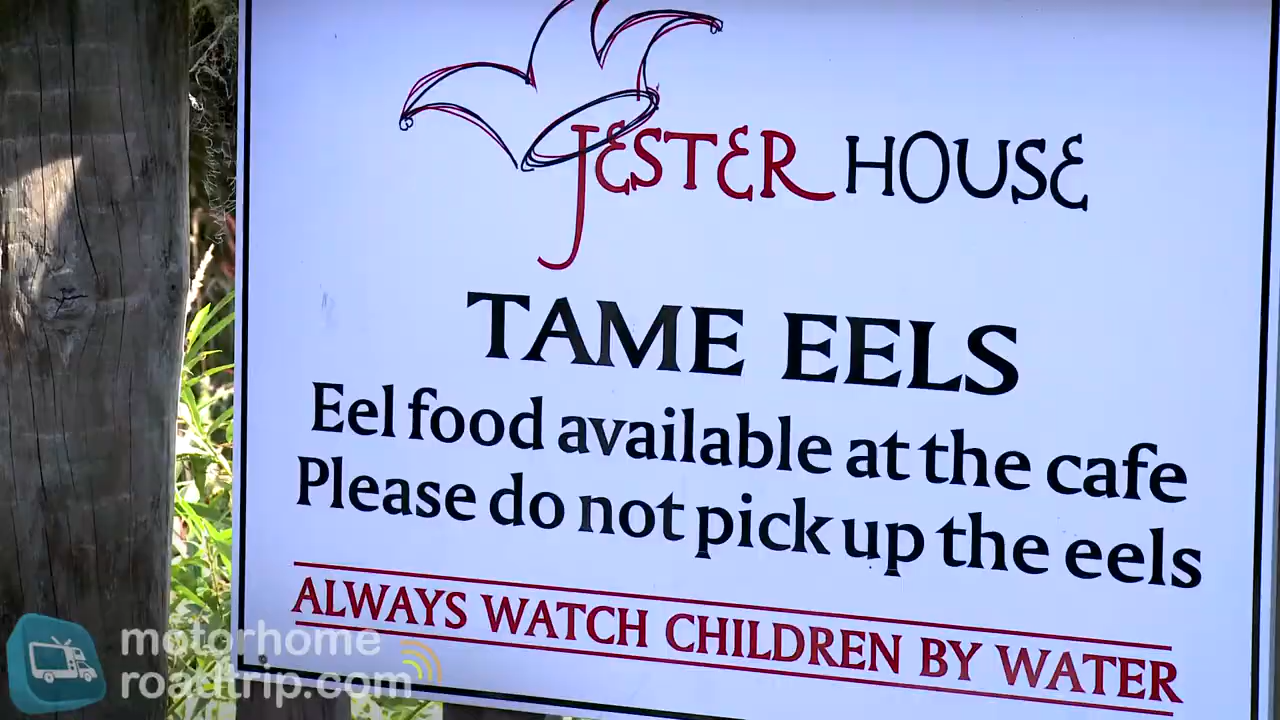 JESTER HOUSE
TAME EELS
Eel food available at the cafe
Please do not pick up the eels
ALWAYS WATCH CHILDREN BY WATER
motorhome
roadtrip.com